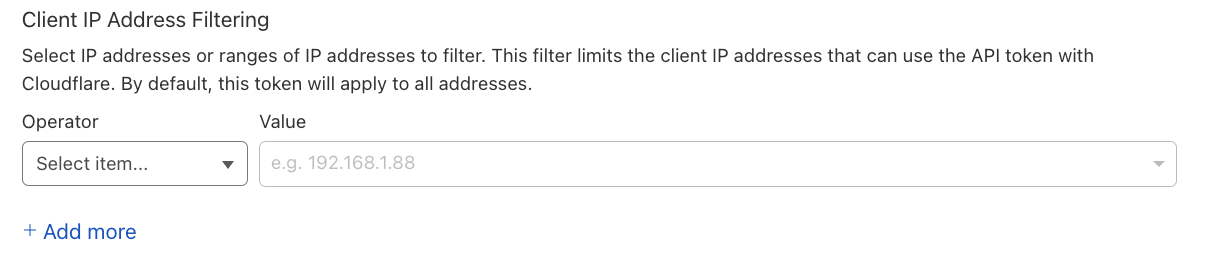 Client IP Address Filtering
Select IP addresses or ranges of IP addresses to filter. This filter limits the client IP addresses that can use the API token with
Cloudflare. By default, this token will apply to all addresses.
Operator Value
Select item... e.g. 192.168.1.88
+ Add more